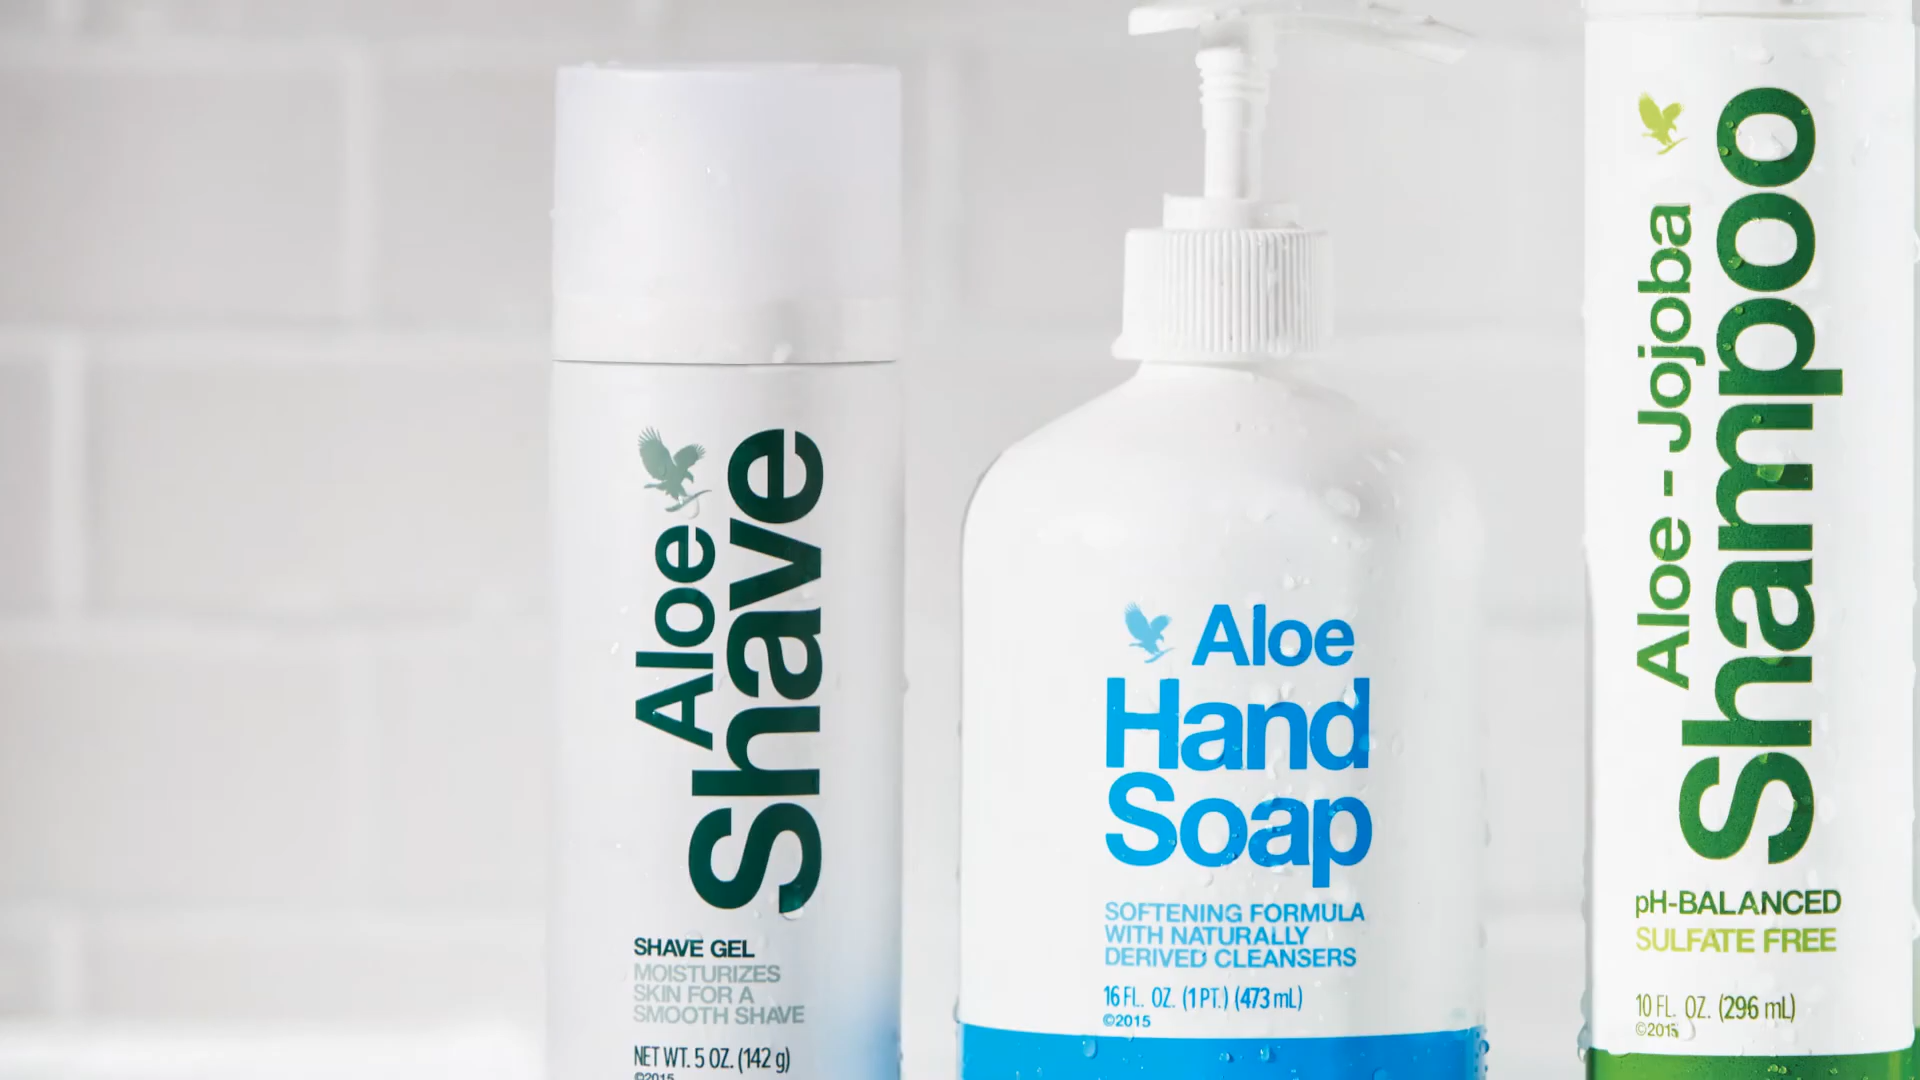 Aloe
Shave
SHAVE GEL
MOISTURIZES
SKIN FOR A
SMOOTH SHAVE
NET WT. 5 OZ. (142 g)
©2015
Aloe
Hand
Soap
SOFTENING FORMULA
WITH NATURALLY
DERIVED CLEANSERS
16 FL. OZ. (1 PT.) (473 mL)
©2015
Aloe - Jojoba
Shampoo
pH-BALANCED
SULFATE FREE
10 FL. OZ. (296 mL)
©2015